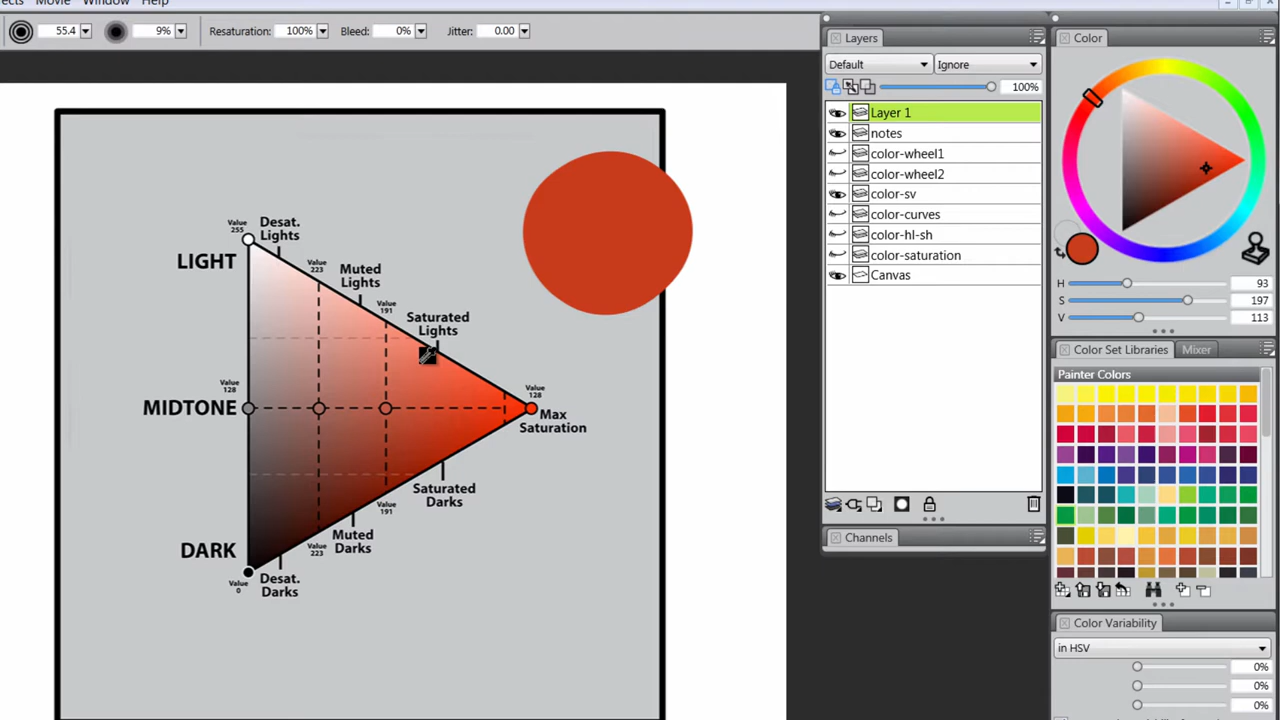 Movie Window Help
55.4 9% Resaturation: 100% Bleed: 0% Jitter: 0.00
Value
255
Desat.
Lights
LIGHT
Value
223
Muted
Lights
Value
191
Saturated
Lights
Value
128
MIDTONE
Value
128
Max
Saturation
Saturated
Darks
Value
191
Muted
Darks
Value
223
DARK
Value
0
Desat.
Darks
Layers
Default Ignore
100%
Layer 1
notes
color-wheel1
color-wheel2
color-sv
color-curves
color-hl-sh
color-saturation
Canvas
Channels
Color
H 93
S 197
V 113
Color Set Libraries Mixer
Painter Colors
Color Variability
in HSV
0%
0%
0%